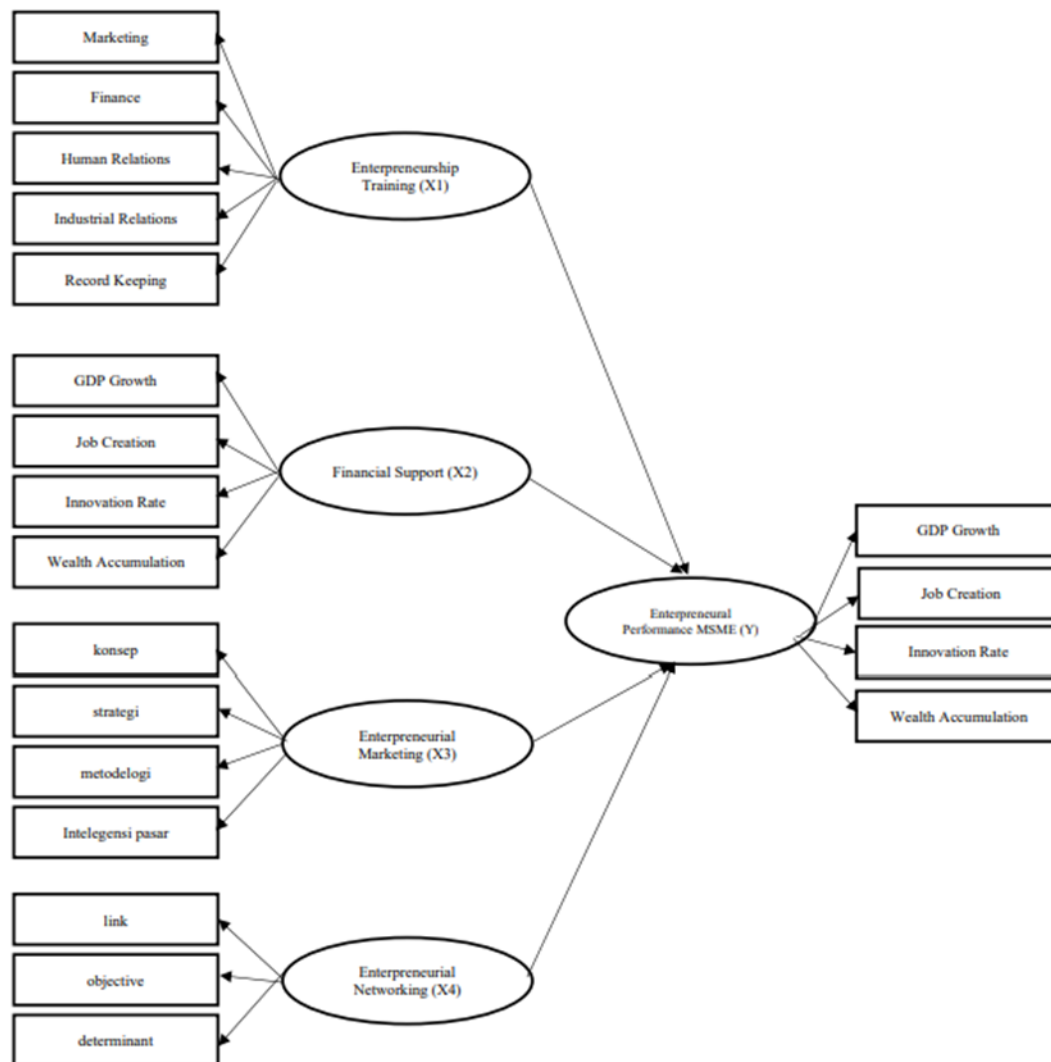 Marketing
Finance
Human Relations
Industrial Relations
Record Keeping
Enterpreneurship
Training (X1)
GDP Growth
Job Creation
Innovation Rate
Wealth Accumulation
Financial Support (X2)
konsep
strategi
metodelogi
Intelegensi pasar
Enterpreneurial
Marketing (X3)
link
objective
determinant
Enterpreneurial
Networking (X4)
Enterpreneural
Performance MSME (Y)
GDP Growth
Job Creation
Innovation Rate
Wealth Accumulation